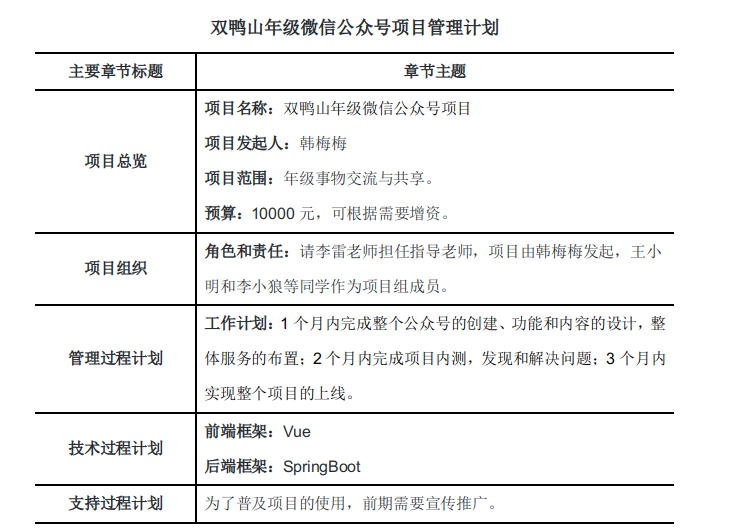 双鸭山年级微信公众号项目管理计划
主要章节标题 章节主题
项目总览
项目名称：双鸭山年级微信公众号项目
项目发起人：韩梅梅
项目范围：年级事物交流与共享。
预算：10000 元，可根据需要增资。
项目组织
角色和责任：请李雷老师担任指导老师，项目由韩梅梅发起，王小
明和李小狼等同学作为项目组成员。
管理过程计划
工作计划：1 个月内完成整个公众号的创建、功能和内容的设计，整
体服务的布置；2 个月内完成项目内测，发现和解决问题；3 个月内
实现整个项目的上线。
技术过程计划
前端框架：Vue
后端框架：SpringBoot
支持过程计划 为了普及项目的使用，前期需要宣传推广。